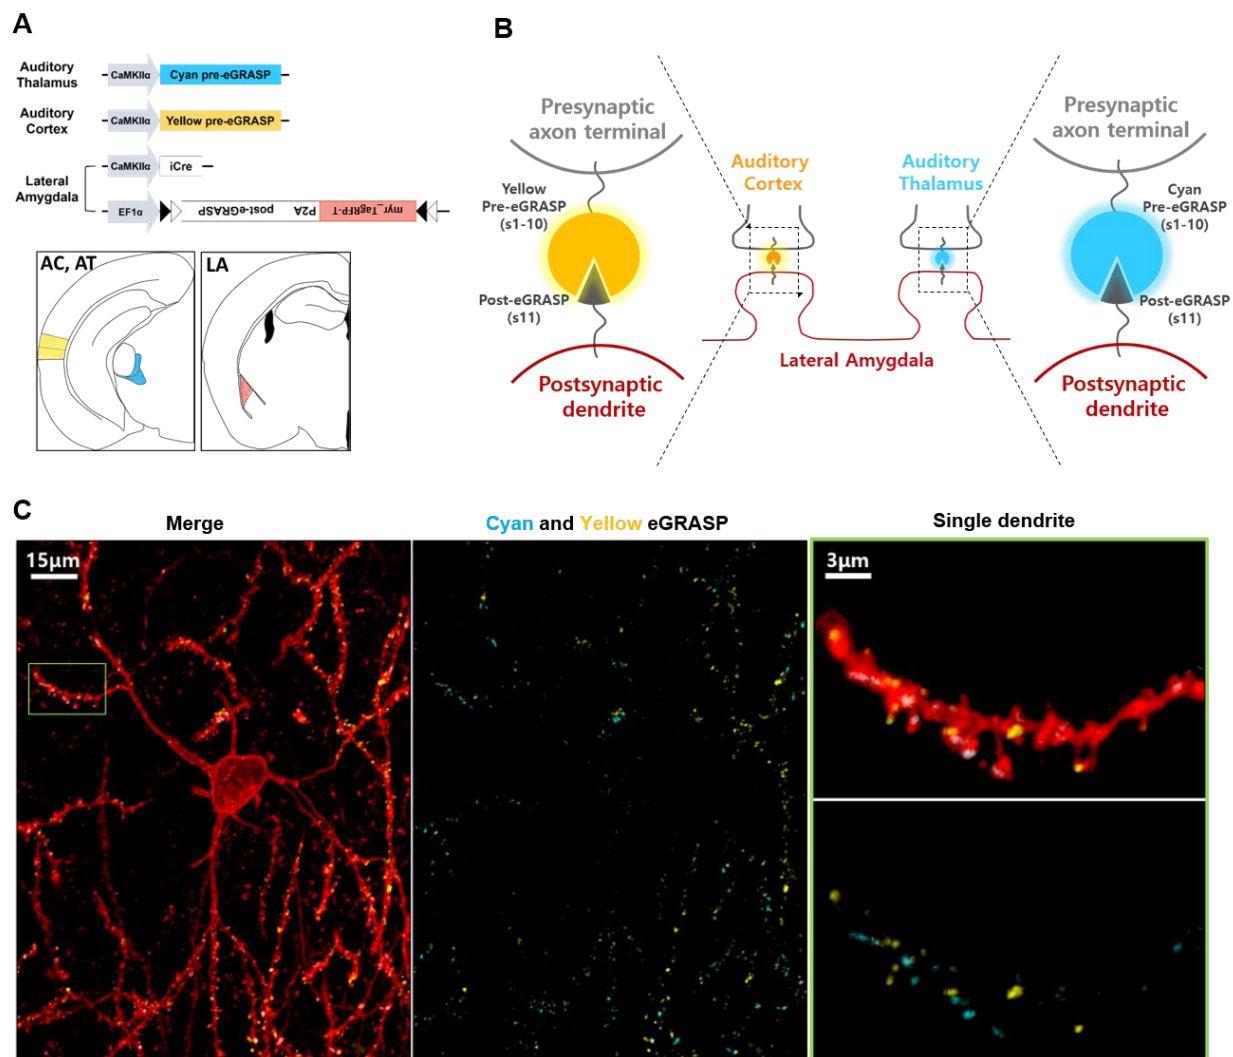 A
Auditory
Thalamus
CaMKIIα
Cyan pre-eGRASP
Auditory
Cortex
CaMKIIα
Yellow pre-eGRASP
Lateral
Amygdala
CaMKIIα
iCre
EF1α
post-eGRASP
P2A
myr_TagRFP-T
AC, AT
LA
B
Presynaptic
axon terminal
Yellow
Pre-eGRASP
(s1-10)
Post-eGRASP
(s11)
Postsynaptic
dendrite
Auditory
Cortex
Auditory
Thalamus
Lateral Amygdala
Presynaptic
axon terminal
Cyan
Pre-eGRASP
(s1-10)
Post-eGRASP
(s11)
Postsynaptic
dendrite
C
Merge
Cyan and Yellow eGRASP
Single dendrite
15μm
3μm